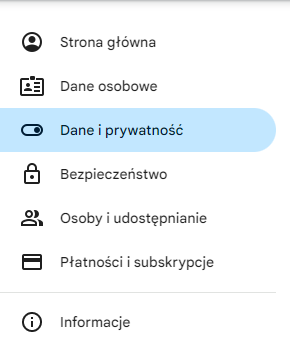 Strona główna
Dane osobowe
Dane i prywatność
Bezpieczeństwo
Osoby i udostępnianie
Płatności i subskrypcje
Informacje